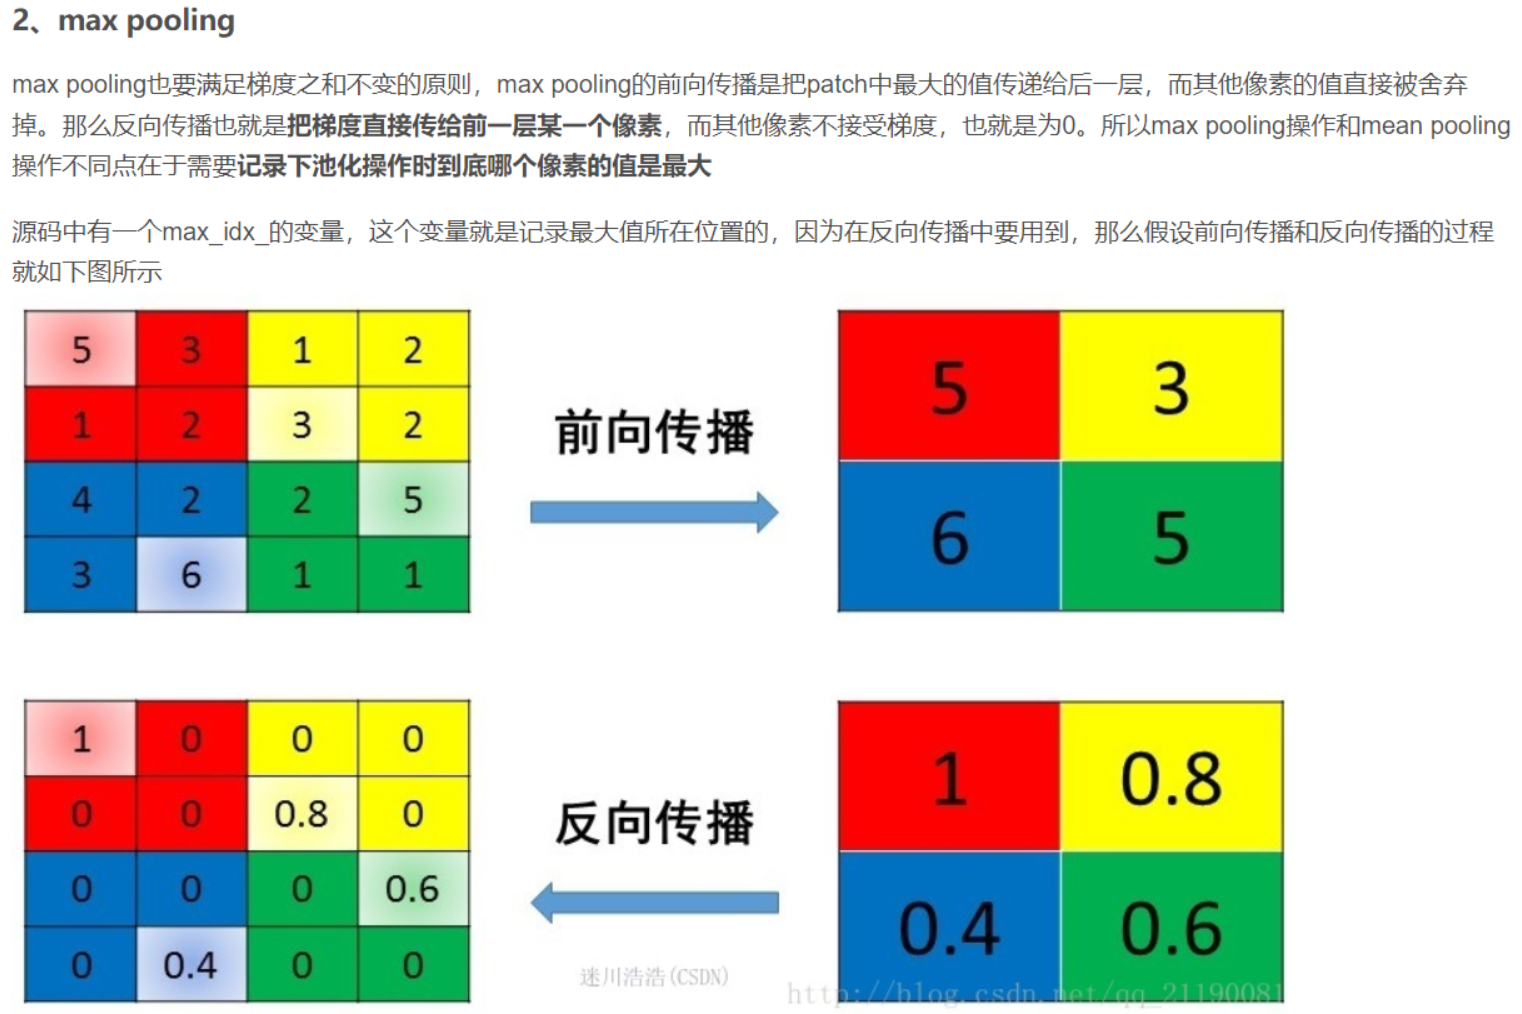 2、max pooling
max pooling也要满足梯度之和不变的原则，max pooling的前向传播是把patch中最大的值传递给后一层，而其他像素的值直接被舍弃
掉。那么反向传播也就是把梯度直接传给前一层某一个像素，而其他像素不接受梯度，也就是为0。所以max pooling操作和mean pooling
操作不同点在于需要记录下池化操作时到底哪个像素的值是最大
源码中有一个max_idx_的变量，这个变量就是记录最大值所在位置的，因为在反向传播中要用到，那么假设前向传播和反向传播的过程
就如下图所示
5 3 1 2
1 2 3 2
4 2 2 5
3 6 1 1
前向传播
5 3
6 5
1 0 0 0
0 0 0.8 0
0 0 0 0.6
0 0.4 0 0
反向传播
迷川浩浩(CSDN)
1 0.8
0.4 0.6
http://blog.csdn.net/qq_21190081